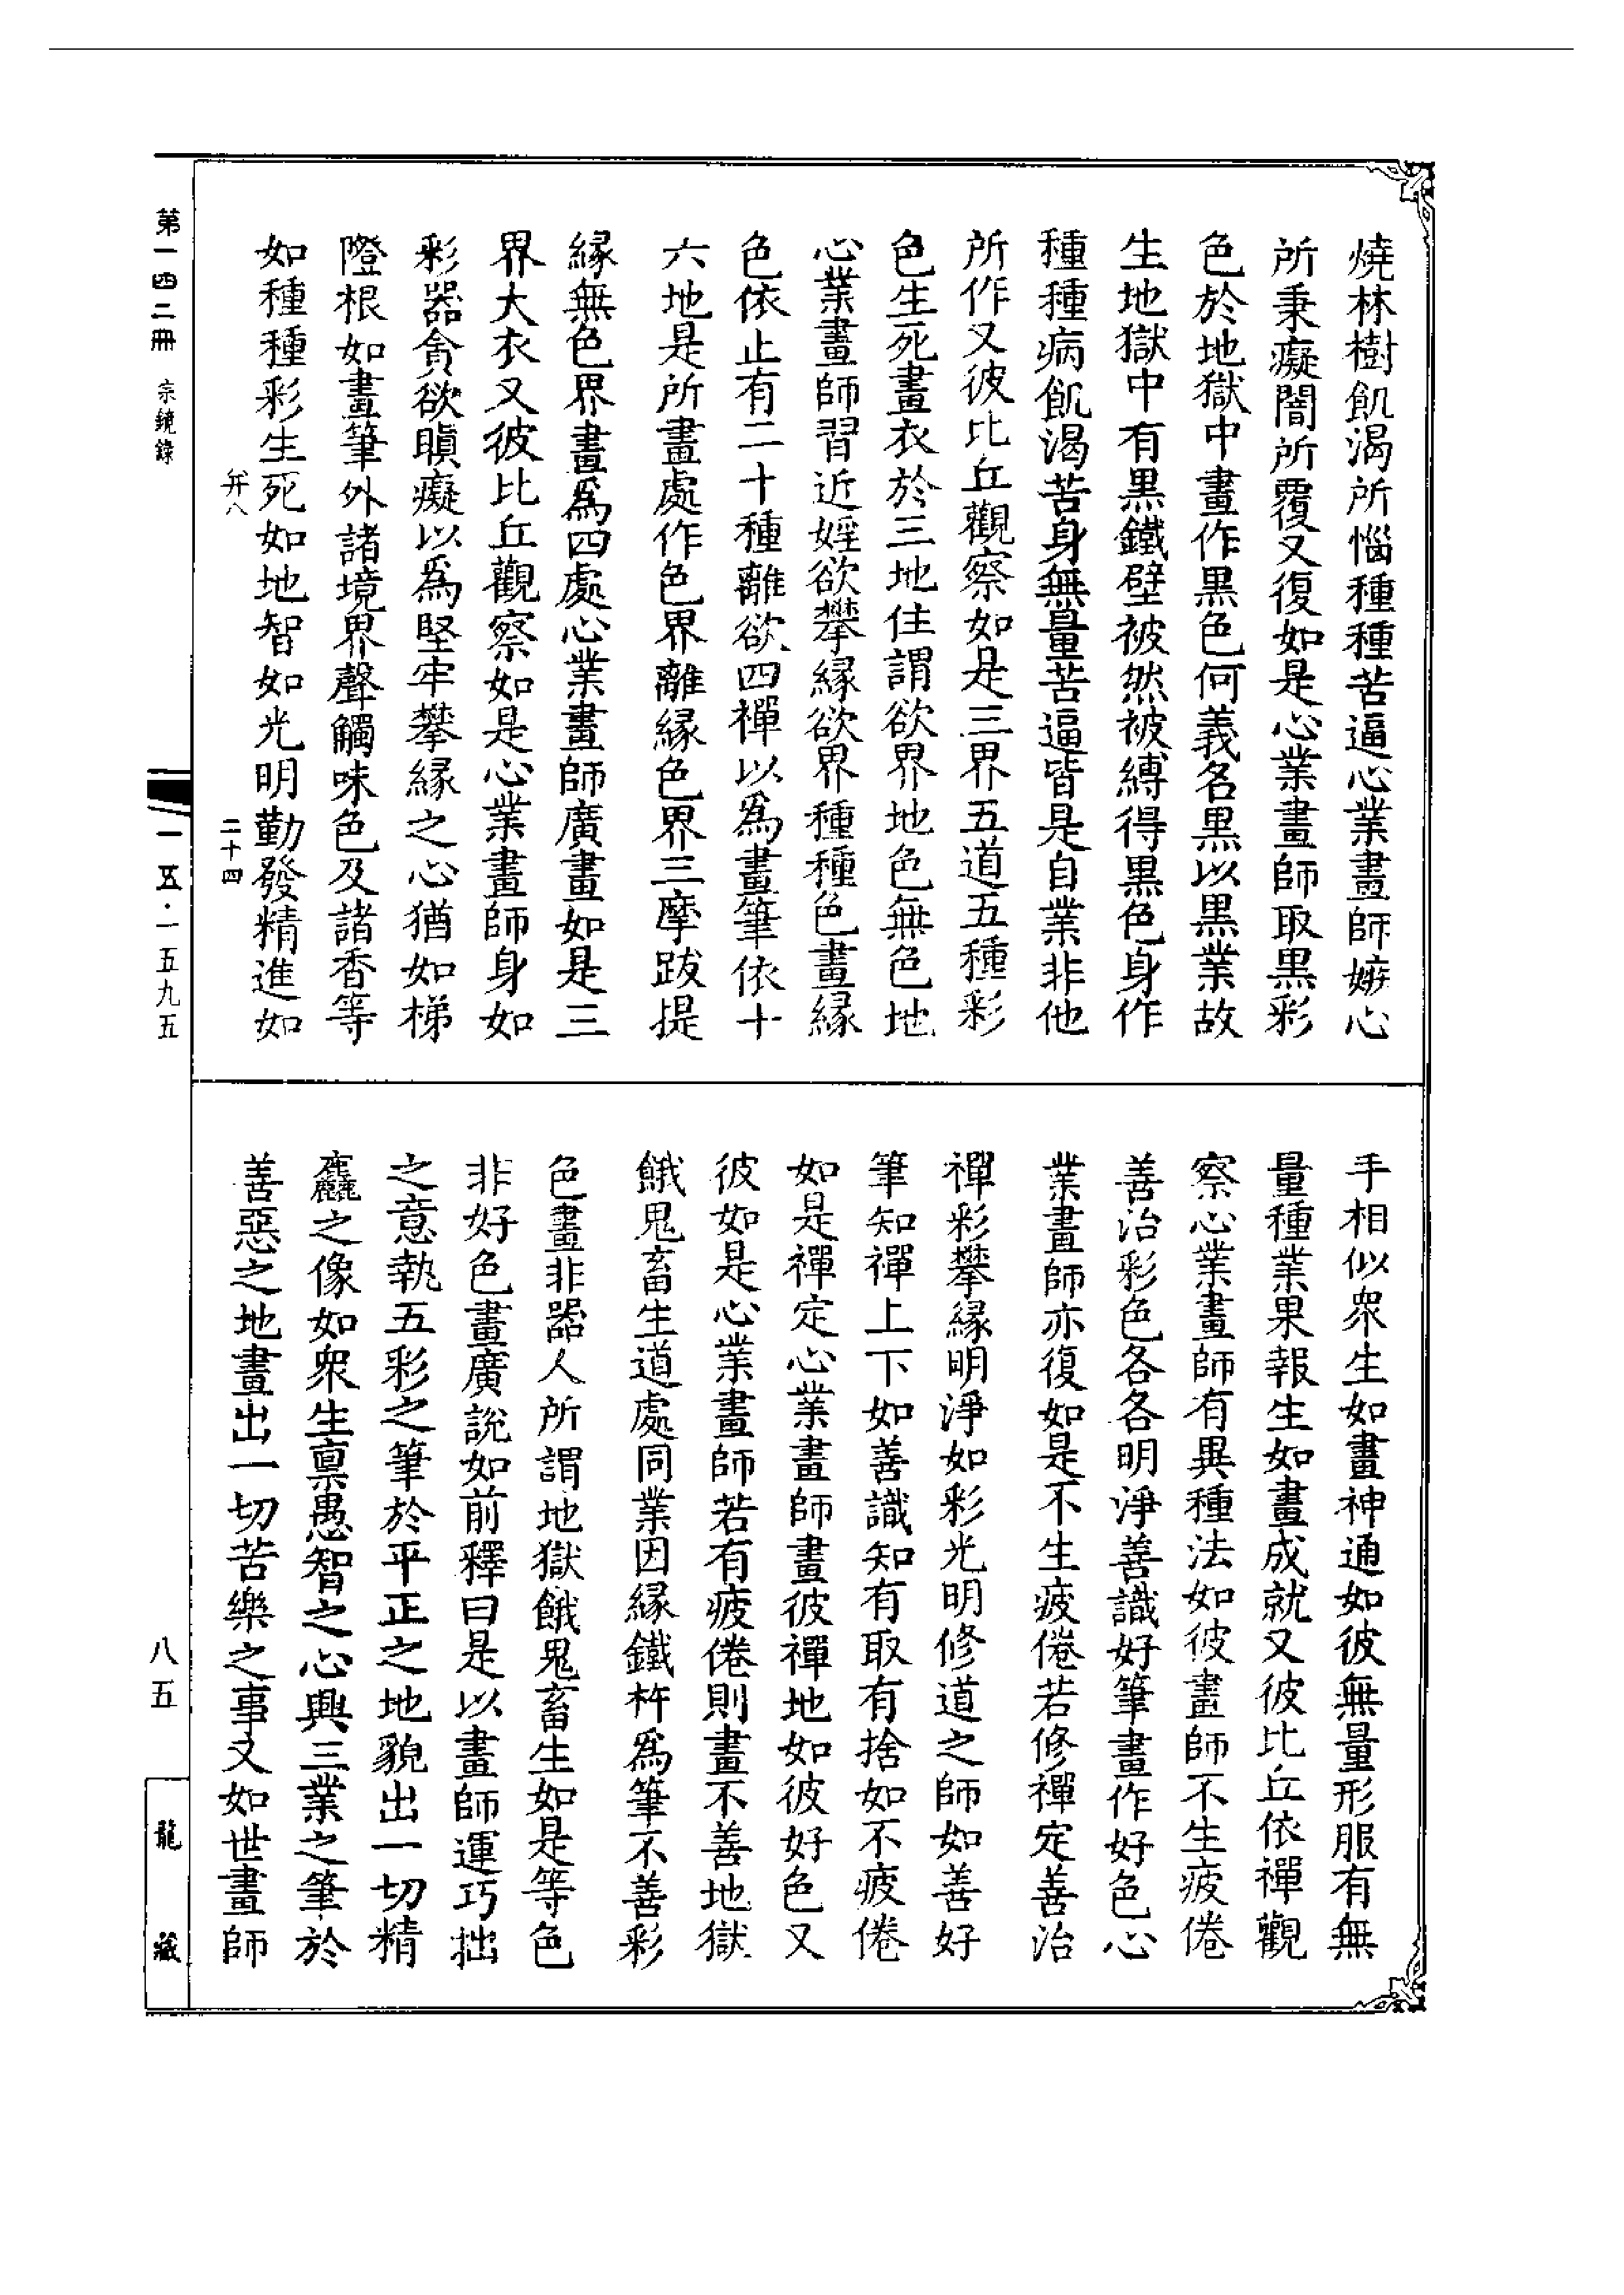 燒林樹飢渴所惱種種苦逼心業畫師嫉心
所秉癡闇所覆又復如是心業畫師取黑彩
色於地獄中畫作黑色何義名黑以黑業故
生地獄中有黑鐵壁被然被縛得黑色身作
種種病飢渴苦身無量苦逼皆是自業非他
所作又彼比丘觀察如是三界五道五種彩
色生死畫衣於三地住謂欲界地色無色地
心業畫師習近婬欲攀緣欲界種種色畫緣
色依止有二十種離欲四禪以為畫筆依十
六地是所畫處作色界離緣色界三摩跋提
緣無色界畫為四處心業畫師廣畫如是三
界大衣又彼比丘觀察如是心業畫師身如
彩器貪欲瞋癡以為堅牢攀緣之心猶如梯
隥根如畫筆外諸境界聲觸味色及諸香等
如種種彩生死如地智如光明勤發精進如
手相似衆生如畫神通如彼無量形服有無
量種業果報生如畫成就又彼比丘依禪觀
察心業畫師有異種法如彼畫師不生疲倦
善治彩色各各明淨善識好筆畫作好色心
業畫師亦復如是不生疲倦若修禪定善治
禪彩攀緣明淨如彩光明修道之師如善好
筆知禪上下如善識知有取有捨如不疲倦
如是禪定心業畫師畫彼禪地如彼好色又
彼如是心業畫師若有疲倦則畫不善地獄
餓鬼畜生道處同業因緣鐵杵為筆不善彩
色畫非器人所謂地獄餓鬼畜生如是等色
非好色畫廣說如前釋曰是以畫師運巧拙
之意執五彩之筆於平正之地貌出一切精
麤之像如衆生稟愚智之心興三業之筆於
善惡之地畫出一切苦樂之事又如世畫師
第一四二冊 宗鏡錄
弁八
二十四
一五·一五九五
八五
龍藏